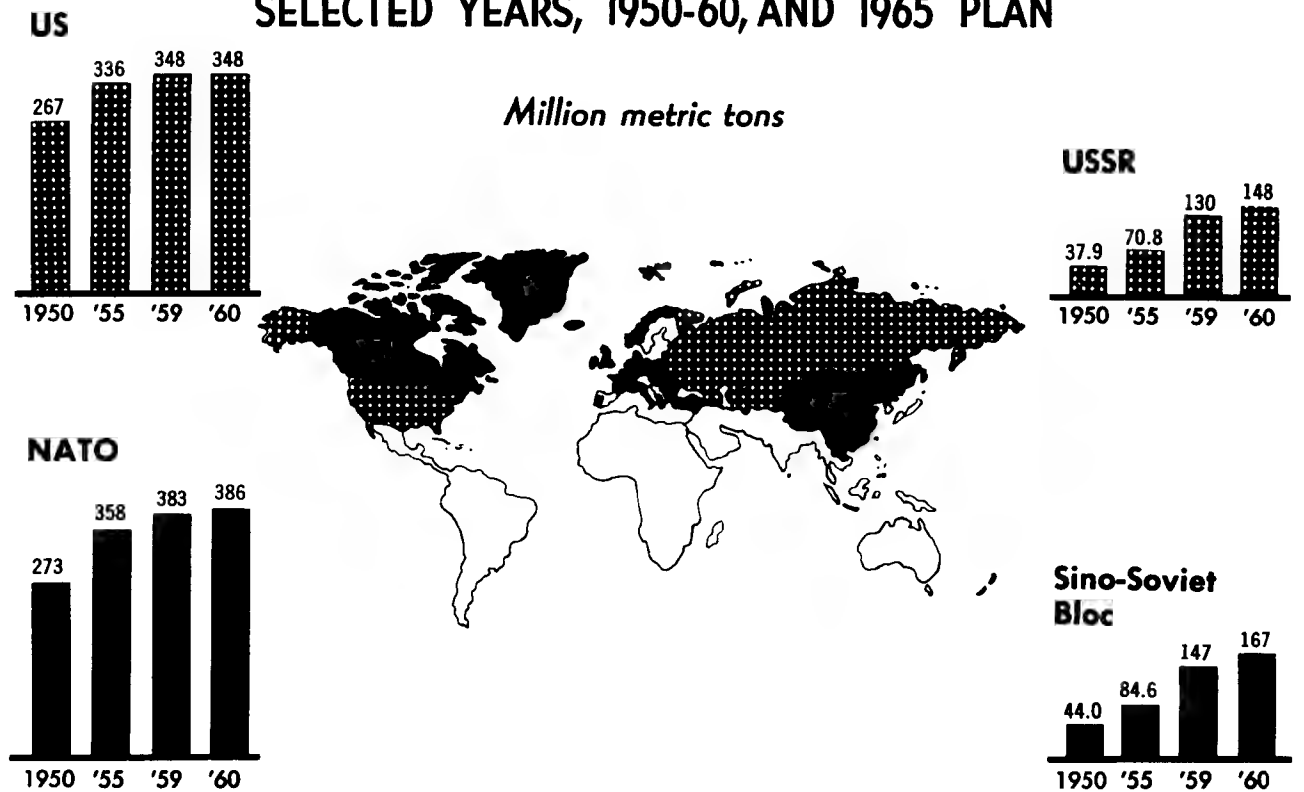 SELECTED YEARS, 1950-60, AND 1965 PLAN
Million metric tons
US
267 336 348 348
1950 '55 '59 '60
USSR
37.9 70.8 130 148
1950 '55 '59 '60
NATO
273 358 383 386
1950 '55 '59 '60
Sino-Soviet
Bloc
44.0 84.6 147 167
1950 '55 '59 '60